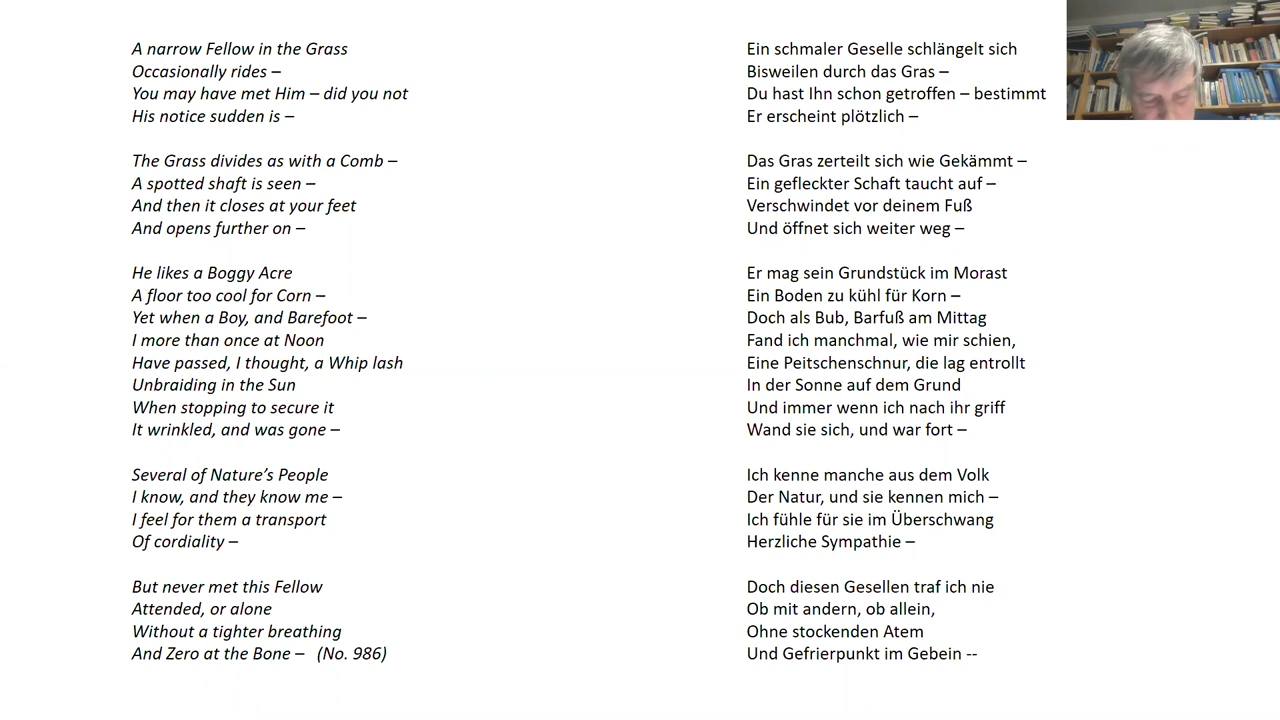 A narrow Fellow in the Grass
Occasionally rides –
You may have met Him – did you not
His notice sudden is –
The Grass divides as with a Comb –
A spotted shaft is seen –
And then it closes at your feet
And opens further on –
He likes a Boggy Acre
A floor too cool for Corn –
Yet when a Boy, and Barefoot –
I more than once at Noon
Have passed, I thought, a Whip lash
Unbraiding in the Sun
When stopping to secure it
It wrinkled, and was gone –
Several of Nature's People
I know, and they know me –
I feel for them a transport
Of cordiality –
But never met this Fellow
Attended, or alone
Without a tighter breathing
And Zero at the Bone – (No. 986)
Ein schmaler Geselle schlängelt sich
Bisweilen durch das Gras –
Du hast Ihn schon getroffen – bestimmt
Er erscheint plötzlich –
Das Gras zerteilt sich wie Gekämmt –
Ein gefleckter Schaft taucht auf –
Verschwindet vor deinem Fuß
Und öffnet sich weiter weg –
Er mag sein Grundstück im Morast
Ein Boden zu kühl für Korn –
Doch als Bub, Barfuß am Mittag
Fand ich manchmal, wie mir schien,
Eine Peitschenschnur, die lag entrollt
In der Sonne auf dem Grund
Und immer wenn ich nach ihr griff
Wand sie sich, und war fort –
Ich kenne manche aus dem Volk
Der Natur, und sie kennen mich –
Ich fühle für sie im Überschwang
Herzliche Sympathie –
Doch diesen Gesellen traf ich nie
Ob mit andern, ob allein,
Ohne stockenden Atem
Und Gefrierpunkt im Gebein --